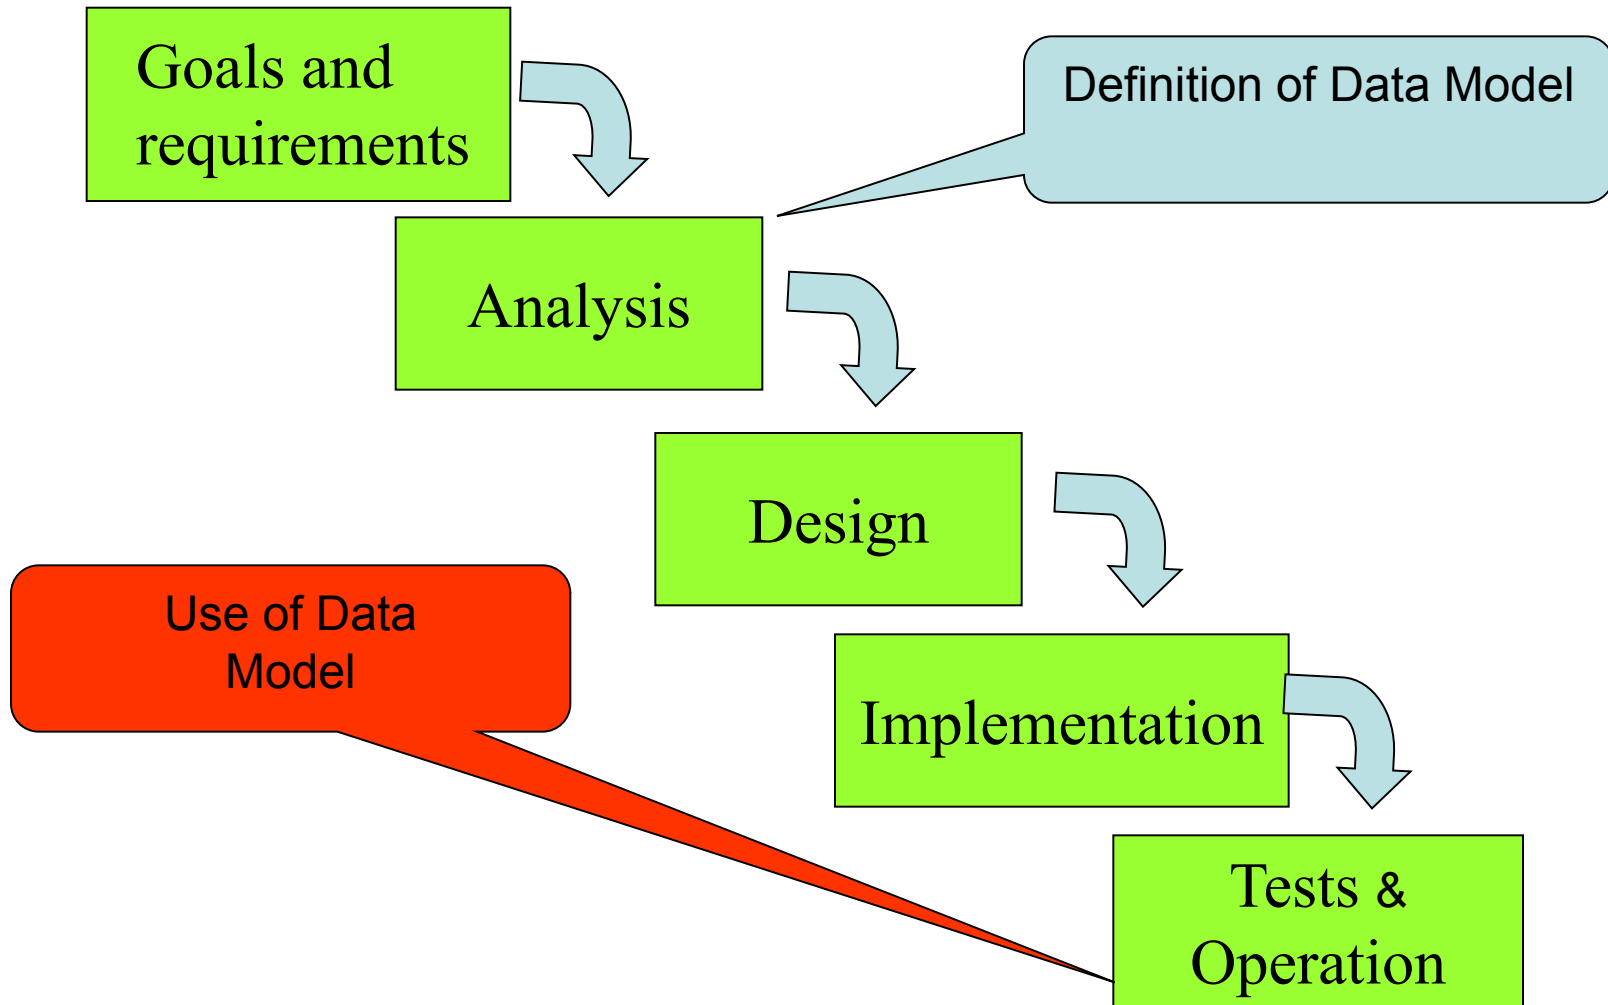 Goals and
requirements
Definition of Data Model
Analysis
Design
Use of Data
Model
Implementation
Tests &
Operation